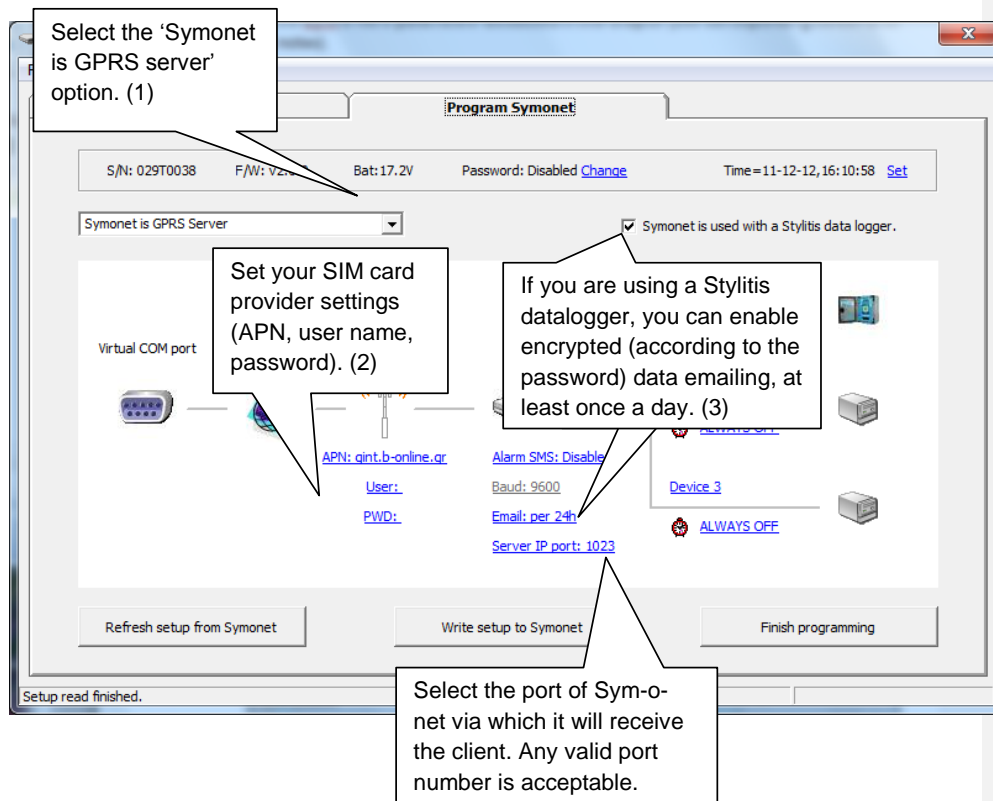 Select the ‘Symonet
is GPRS server’
option. (1)
Program Symonet
S/N: 029T0038
Bat:17.2V
Password: Disabled Change
Time=11-12-12,16:10:58 Set
Symonet is GPRS Server
Symonet is used with a Stylitis data logger.
Set your SIM card
provider settings
(APN, user name,
password). (2)
If you are using a Stylitis
datalogger, you can enable
encrypted (according to the
password) data emailing, at
least once a day. (3)
Virtual COM port
ALWAYS OFF
APN: gint.b-online.gr
Alarm SMS: Disable
User:
Baud: 9600
Device 3
PWD:
Email: per 24h
ALWAYS OFF
Server IP port: 1023
Refresh setup from Symonet
Write setup to Symonet
Finish programming
Setup read finished.
Select the port of Sym-o-
net via which it will receive
the client. Any valid port
number is acceptable.